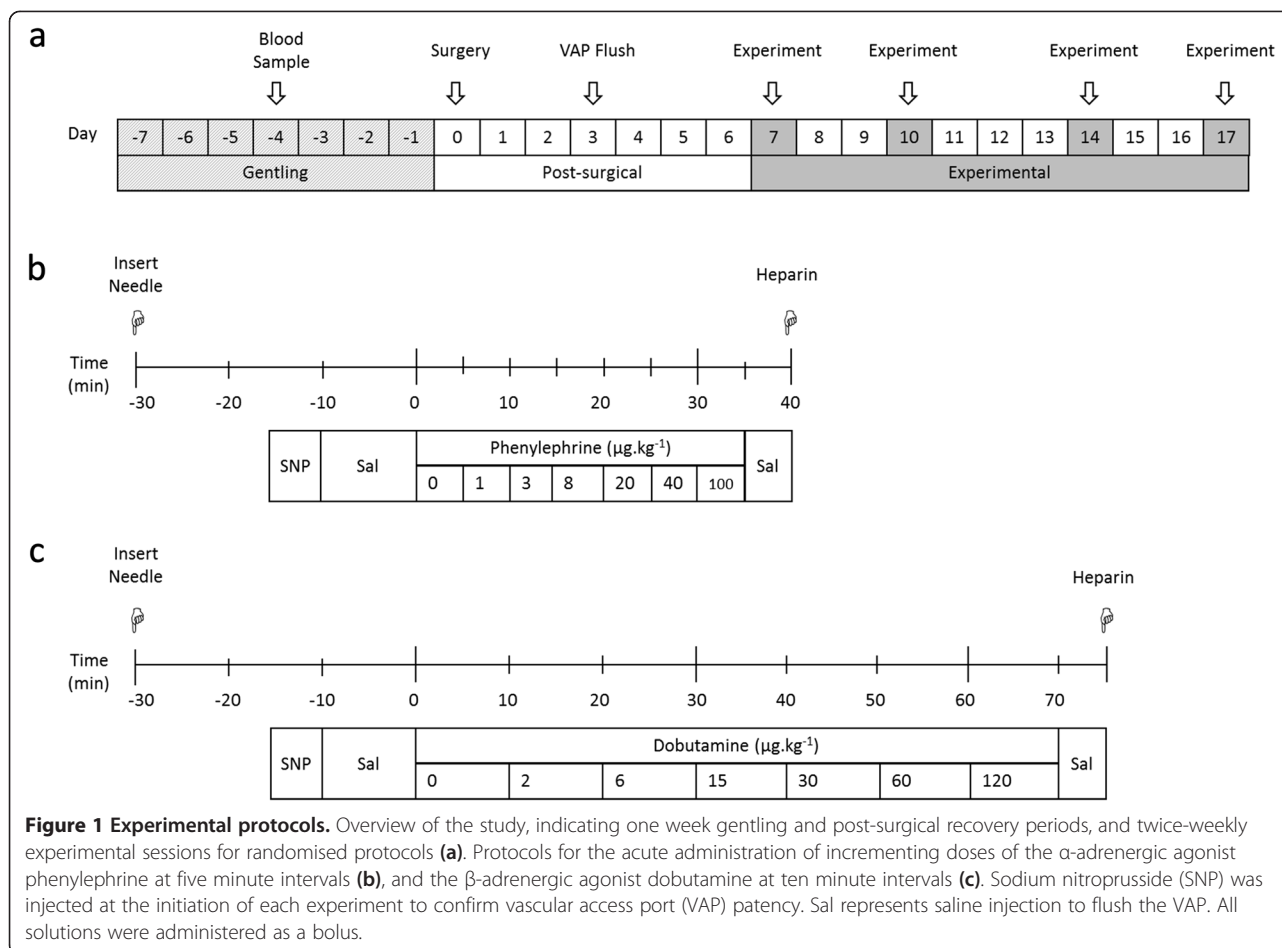 a
Blood
Sample
Surgery
VAP Flush
Experiment
Experiment
Experiment
Experiment
Day
-7 -6 -5 -4 -3 -2 -1 0 1 2 3 4 5 6 7 8 9 10 11 12 13 14 15 16 17
Gentling Post-surgical Experimental
b
Insert
Needle
Heparin
Time
(min)
-30 -20 -10 0 10 20 30 40
SNP Sal Phenylephrine (µg.kg-1) Sal
0 1 3 8 20 40 100
c
Insert
Needle
Heparin
Time
(min)
-30 -20 -10 0 10 20 30 40 50 60 70
SNP Sal Dobutamine (µg.kg-1) Sal
0 2 6 15 30 60 120
Figure 1 Experimental protocols. Overview of the study, indicating one week gentling and post-surgical recovery periods, and twice-weekly
experimental sessions for randomised protocols (a). Protocols for the acute administration of incrementing doses of the α-adrenergic agonist
phenylephrine at five minute intervals (b), and the β-adrenergic agonist dobutamine at ten minute intervals (c). Sodium nitroprusside (SNP) was
injected at the initiation of each experiment to confirm vascular access port (VAP) patency. Sal represents saline injection to flush the VAP. All
solutions were administered as a bolus.